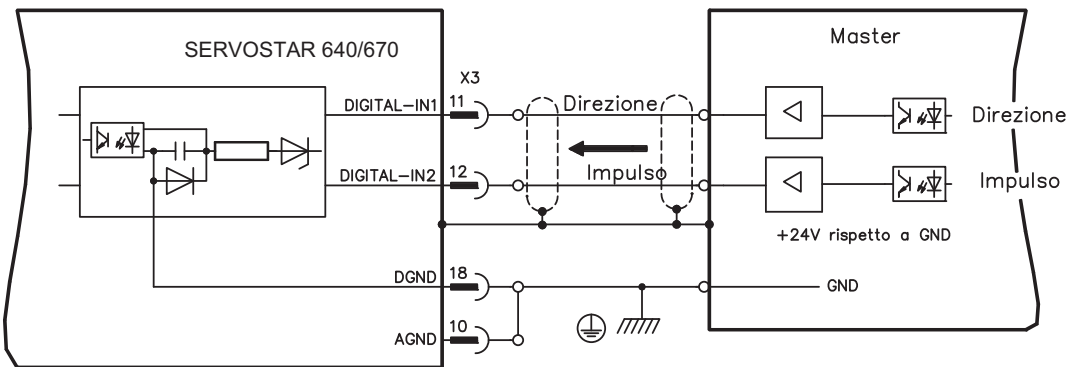 SERVOSTAR 640/670
Master
X3
DIGITAL-IN1
11
Direzione
Direzione
DIGITAL-IN2
12
Impulso
Impulso
+24V rispetto a GND
DGND
18
GND
AGND
10